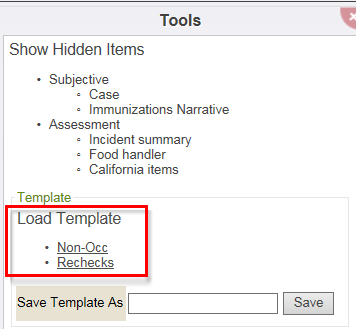 Tools
Show Hidden Items
• Subjective
◦ Case
◦ Immunizations Narrative
• Assessment
◦ Incident summary
◦ Food handler
◦ California items
Template
Load Template
• Non-Occ
• Rechecks
Save Template As Save